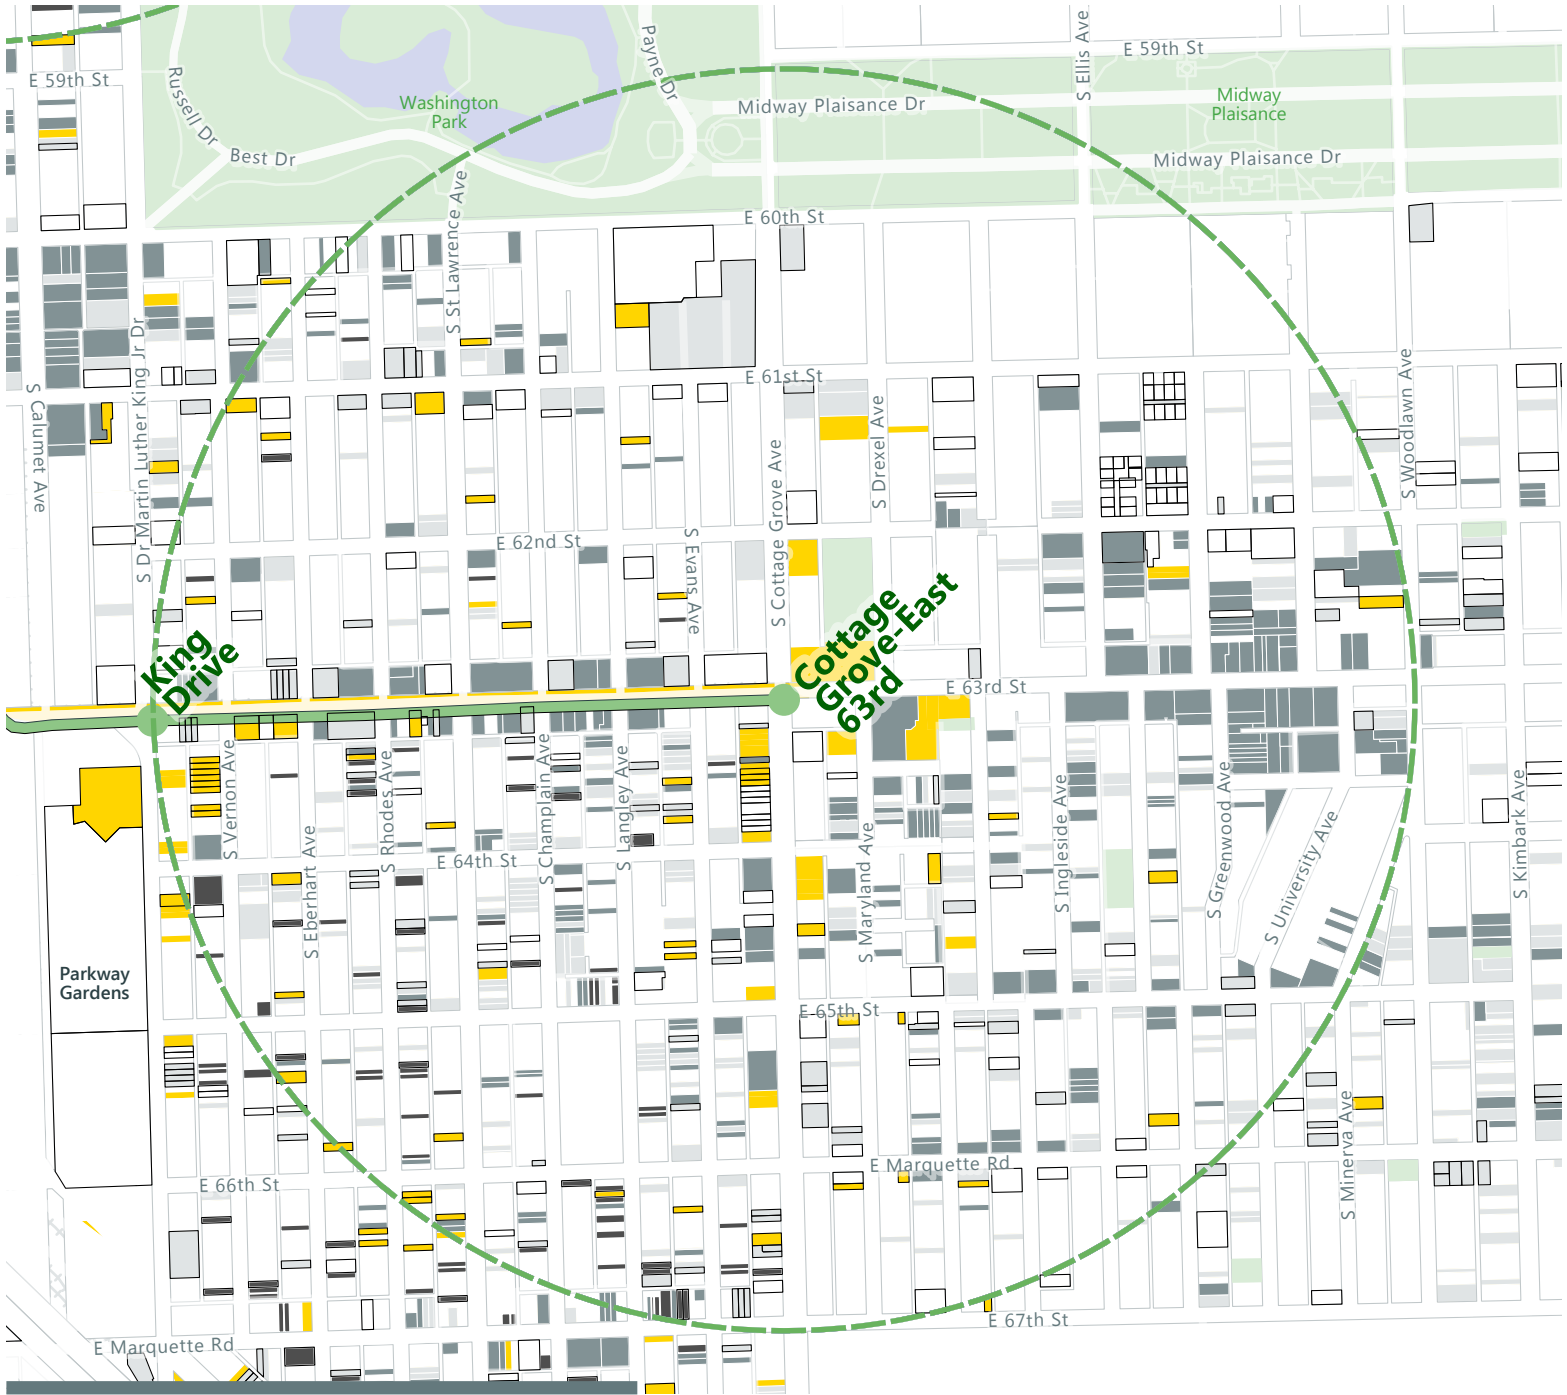 E 59th St
Russell Dr
Best Dr
Washington
Park
Payne Dr
Midway Plaisance Dr
S Ellis Ave
E 59th St
Midway
Plaisance
Midway Plaisance Dr
S St Lawrence Ave
E 60th St
S Calumet Ave
S Dr Martin Luther King Jr Dr
E 61st St
S Cottage Grove Ave
S Drexel Ave
S Woodlawn Ave
E 62nd St
S Evans Ave
King
Drive
Cottage
Grove-East
63rd
E 63rd St
S Vernon Ave
S Eberhart Ave
S Rhodes Ave
E 64th St
S Champlain Ave
S Langley Ave
S Maryland Ave
S Ingleside Ave
S Greenwood Ave
S University Ave
S Kimbark Ave
Parkway
Gardens
E 65th St
E Marquette Rd
S Minerva Ave
E 66th St
E 67th St
E Marquette Rd